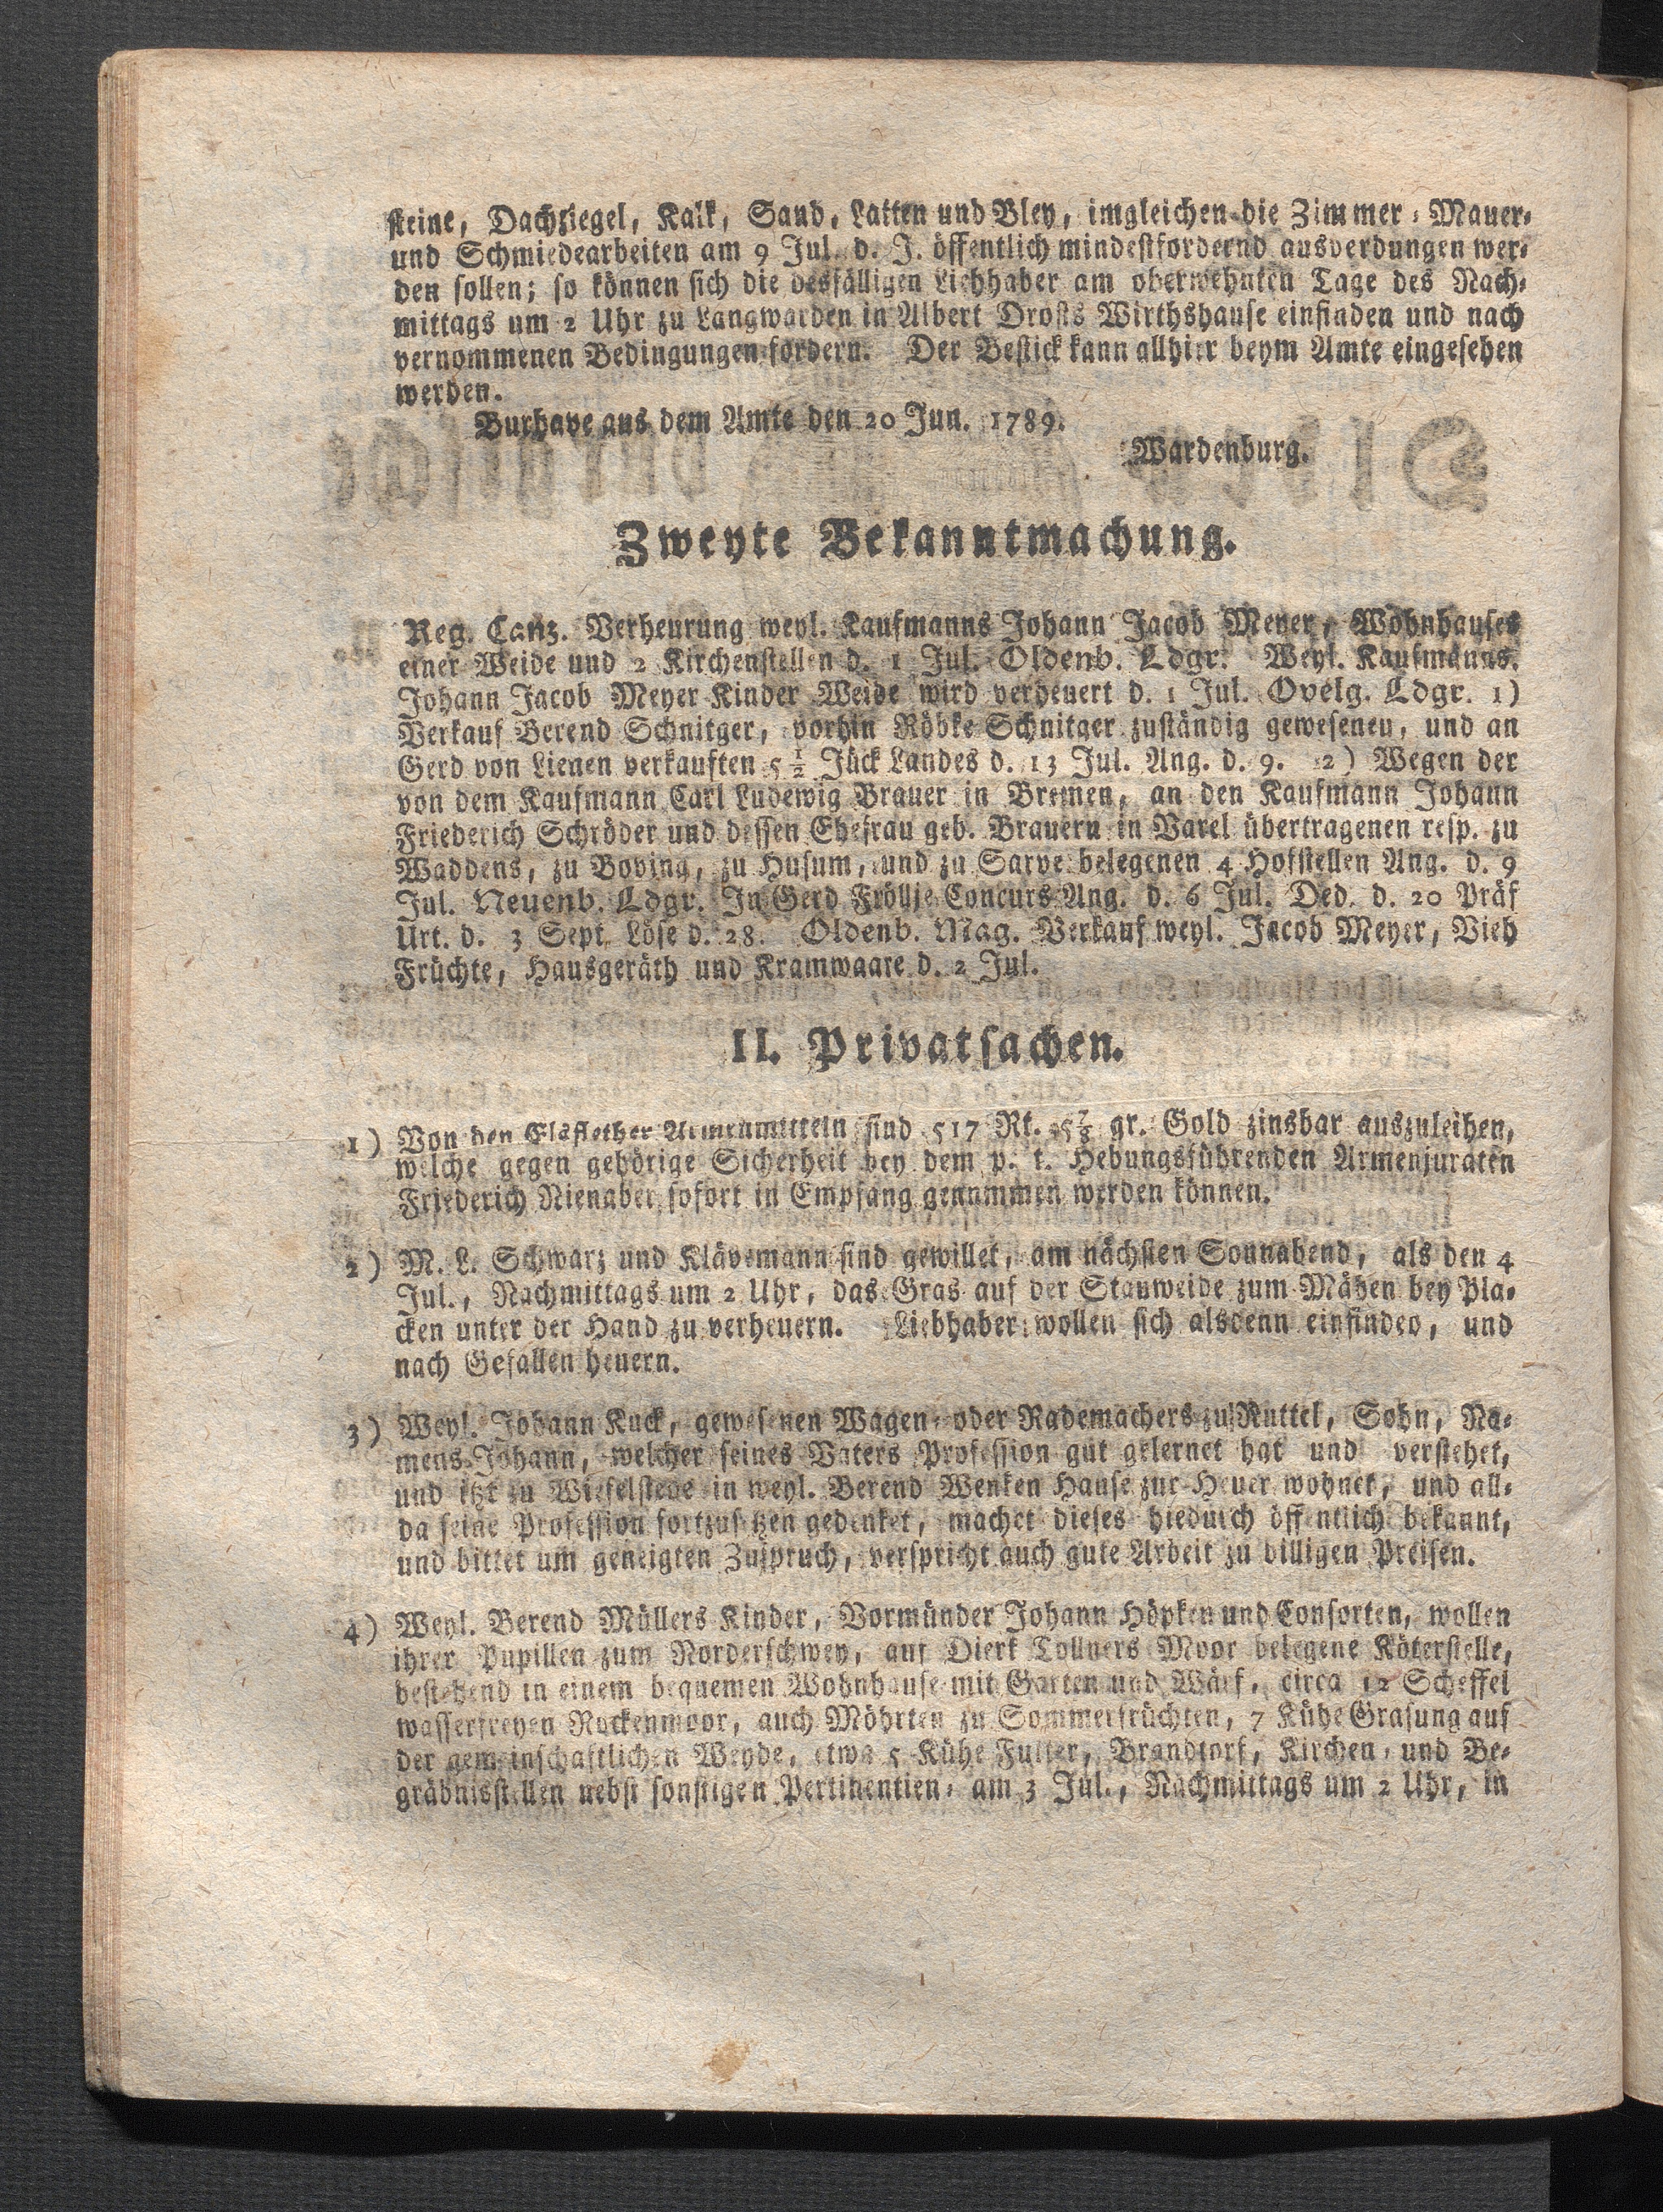 steine, Dachziegel, Kalk, Sand, Latten und Bley, imgleichen die Zimmer-Mauer-
und Schmiedearbeiten am 9 Jul. d. J. öffentlich mindestfordernd ausverdungen wer-
den sollen; so können sich die desfälligen Liebhaber am oberwehnten Tage des Nach-
mittags um 2 Uhr zu Langwarden in Albert Drosts Wirthshause einfinden und nach
vernommenen Bedingungen fordern. Der Bestick kann allhier beym Amte eingesehen
werden.
Burhave aus dem Amte den 20 Jun. 1789.
Wardenburg.
Zweyte Bekanntmachung.
Reg. Canz. Verheurung weyl. Kaufmanns Johann Jacob Meyer, Wohnhauses
einer Weide und 2 Kirchenstellen d. 1 Jul. Oldenb. Ldgr. Weyl. Kaufmanns.
Johann Jacob Meyer Kinder Weide wird verheuert d. 1 Jul. Ovelg. Ldgr. 1)
Verkauf Berend Schnitger, vorhin Röbke Schnitger zuständig gewesenen, und an
Gerd von Lienen verkauften 5 1/2 Jück Landes d. 13 Jul. Ang. d. 9. 2) Wegen der
von dem Kaufmann Carl Ludewig Brauer in Bremen, an den Kaufmann Johann
Friederich Schröder und dessen Ehefrau geb. Brauern in Varel übertragenen resp. zu
Waddens, zu Boving, zu Husum, und zu Sarve belegenen 4 Hofstellen Ang. d. 9
Jul. Neuenb. Ldgr. In Gerd Fröllje Concurs Ang. d. 6 Jul. Ded. d. 20 Präf
Urt. d. 3 Sept. Löse d. 28. Oldenb. Mag. Verkauf weyl. Jacob Meyer, Vieh
Früchte, Hausgeräth und Kramwaare d. 2 Jul.
II. Privatsachen.
1) Von den Elsflether Armenmitteln sind 517 Rt. 5 7/8 gr. Gold zinsbar auszuleihen,
welche gegen gehörige Sicherheit bey dem p. t. Hebungsführenden Armenjuraten
Friederich Nienaber sofort in Empfang genommen werden können.
2) M. L. Schwarz und Klävemann sind gewillet, am nächsten Sonnabend, als den 4
Jul., Nachmittags um 2 Uhr, das Gras auf der Stauweide zum Mähen bey Pla-
cken unter der Hand zu verheuern. Liebhaber wollen sich alsdenn einfinden, und
nach Gefallen heuern.
3) Weyl. Johann Kuck, gewesenen Wagen- oder Rademachers zu Ruttel, Sohn, Na-
mens Johann, welcher seines Vaters Profession gut gelernet hat und verstehet,
und itzt zu Wiefelstede in weyl. Berend Wenken Hause zur Heuer wohnet, und all-
da seine Profession fortzusetzen gedenket, machet dieses hiedurch öffentlich bekannt,
und bittet um geneigten Zuspruch, verspricht auch gute Arbeit zu billigen Preisen.
4) Weyl. Berend Müllers Kinder, Vormünder Johann Höpken und Consorten, wollen
ihrer Pupillen zum Norderschwey, auf Dierk Tollners Moor belegene Köterstelle,
bestehend in einem bequemen Wohnhause mit Garten und Wärf, circa 12 Scheffel
wasserfreyen Rockenmoor, auch Möhrten zu Sommerfrüchten, 7 Kühe Grasung auf
der gemeinschaftlichen Weyde, etwa 5 Kühe Futter, Brandtorf, Kirchen- und Be-
gräbnisstellen nebst sonstigen Pertinentien, am 3 Jul., Nachmittags um 2 Uhr, in